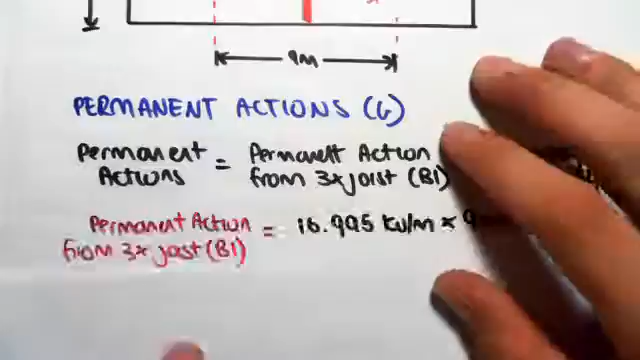 9M
PERMANENT ACTIONS (G)
Permanent = Permanent Action
Actions from 3x joist (B1)
Permanent Action = 16.995 kN/m x 9
from 3x joist (B1)